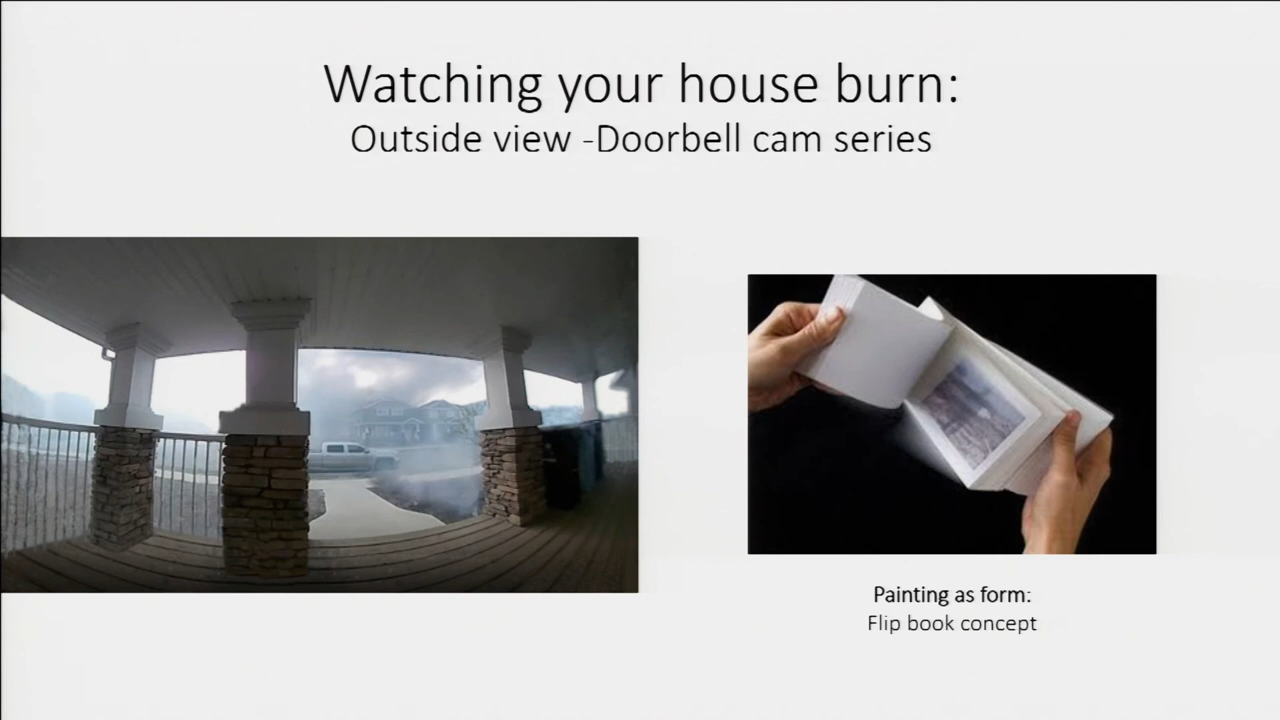 Watching your house burn:
Outside view -Doorbell cam series
Painting as form:
Flip book concept